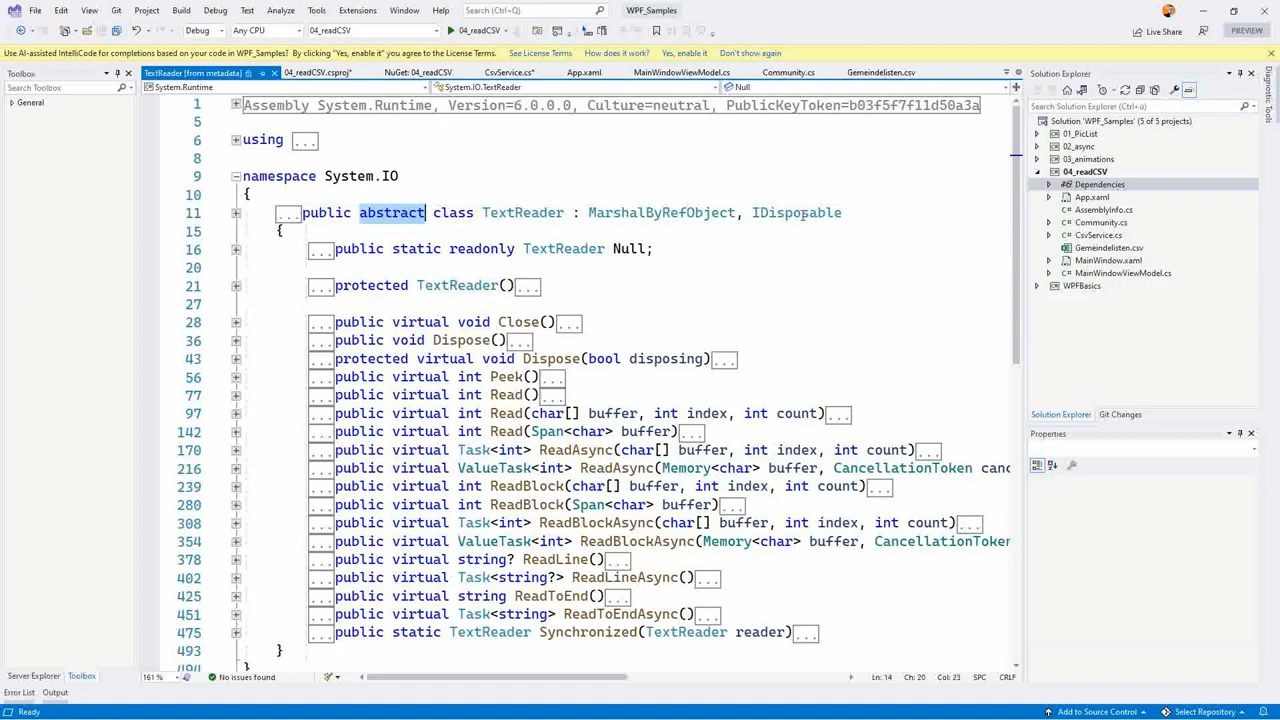 File Edit View Git Project Build Debug Test Analyze Tools Extensions Window Help Search (Ctrl+Q) WPF_Samples
Debug Any CPU 04_readCSV 04_readCSV Live Share PREVIEW
Use AI-assisted IntelliCode for completions based on your code in WPF_Samples? By clicking "Yes, enable it" you agree to the License Terms. See License Terms How does it work? Yes, enable it Don't show again
Toolbox
Search Toolbox
General
TextReader [from metadata] 04_readCSV.csproj* NuGet: 04_readCSV CsvService.cs* App.xaml MainWindowViewModel.cs Community.cs Gemeindelisten.csv
System.Runtime System.IO.TextReader Null
1 Assembly System.Runtime, Version=6.0.0.0, Culture=neutral, PublicKeyToken=b03f5f7f11d50a3a
5
6 using ...
8
9 namespace System.IO
10 {
11 ... public abstract class TextReader : MarshalByRefObject, IDisposable
15 {
16 ... public static readonly TextReader Null;
20
21 ... protected TextReader()...
27
28 ... public virtual void Close()...
36 ... public void Dispose()...
43 ... protected virtual void Dispose(bool disposing)...
56 ... public virtual int Peek()...
77 ... public virtual int Read()...
97 ... public virtual int Read(char[] buffer, int index, int count)...
142 ... public virtual int Read(Span<char> buffer)...
170 ... public virtual Task<int> ReadAsync(char[] buffer, int index, int count)...
216 ... public virtual ValueTask<int> ReadAsync(Memory<char> buffer, CancellationToken canc
239 ... public virtual int ReadBlock(char[] buffer, int index, int count)...
280 ... public virtual int ReadBlock(Span<char> buffer)...
308 ... public virtual Task<int> ReadBlockAsync(char[] buffer, int index, int count)...
354 ... public virtual ValueTask<int> ReadBlockAsync(Memory<char> buffer, CancellationToken
378 ... public virtual string? ReadLine()...
402 ... public virtual Task<string?> ReadLineAsync()...
425 ... public virtual string ReadToEnd()...
451 ... public virtual Task<string> ReadToEndAsync()...
475 ... public static TextReader Synchronized(TextReader reader)...
493 }
494 }
161 % No issues found Ln: 14 Ch: 20 Col: 23 SPC CRLF
Solution Explorer
Search Solution Explorer (Ctrl+ü)
Solution 'WPF_Samples' (5 of 5 projects)
01_PicList
02_async
03_animations
04_readCSV
Dependencies
App.xaml
AssemblyInfo.cs
Community.cs
CsvService.cs
Gemeindelisten.csv
MainWindow.xaml
MainWindowViewModel.cs
WPFBasics
Solution Explorer Git Changes
Properties
Diagnostic Tools
Server Explorer Toolbox
Error List Output
Ready Add to Source Control Select Repository